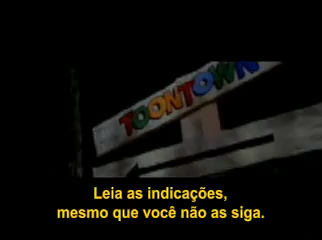 TOONTOWN
Leia as indicações,
mesmo que você não as siga.